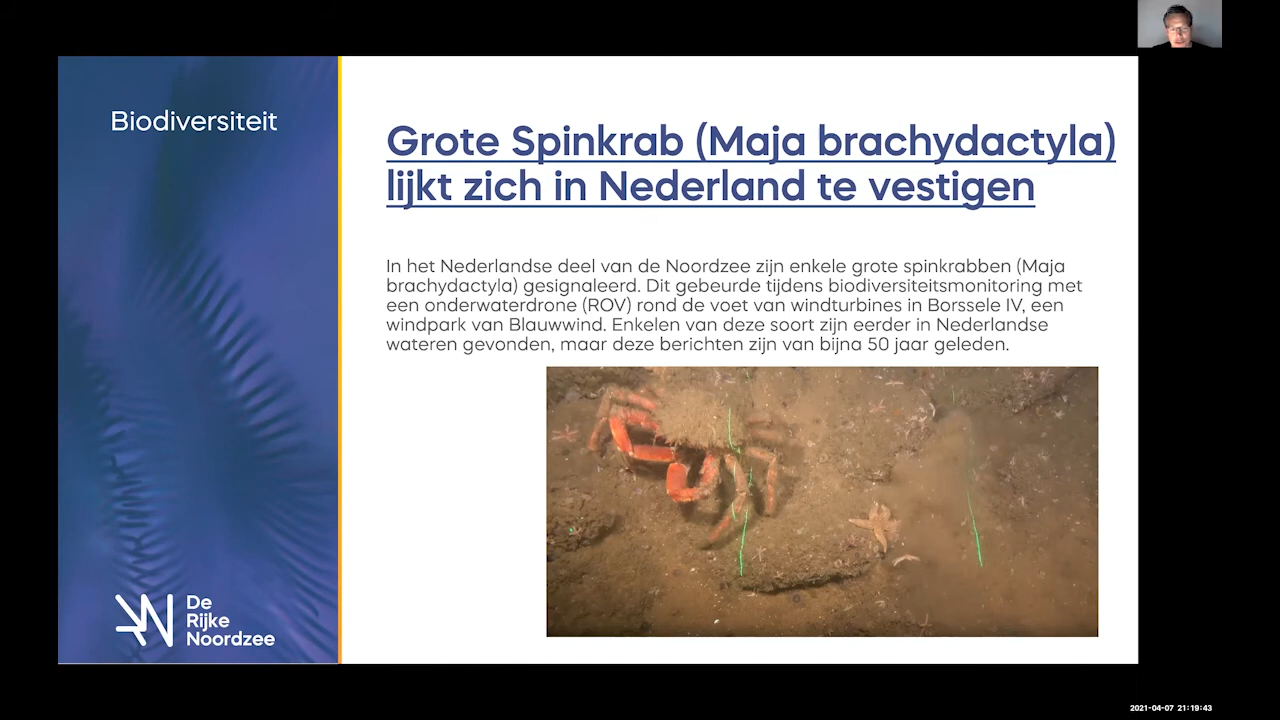 Biodiversiteit
Grote Spinkrab (Maja brachydactyla)
lijkt zich in Nederland te vestigen
In het Nederlandse deel van de Noordzee zijn enkele grote spinkrabben (Maja
brachydactyla) gesignaleerd. Dit gebeurde tijdens biodiversiteitsmonitoring met
een onderwaterdrone (ROV) rond de voet van windturbines in Borssele IV, een
windpark van Blauwwind. Enkelen van deze soort zijn eerder in Nederlandse
wateren gevonden, maar deze berichten zijn van bijna 50 jaar geleden.
De
Rijke
Noordzee
2021-04-07 21:19:43